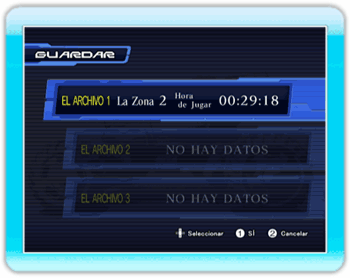 GUARDAR
EL ARCHIVO 1 La Zona 2 Hora de Jugar 00:29:18
EL ARCHIVO 2 NO HAY DATOS
EL ARCHIVO 3 NO HAY DATOS
Seleccionar 1 SÍ 2 Cancelar